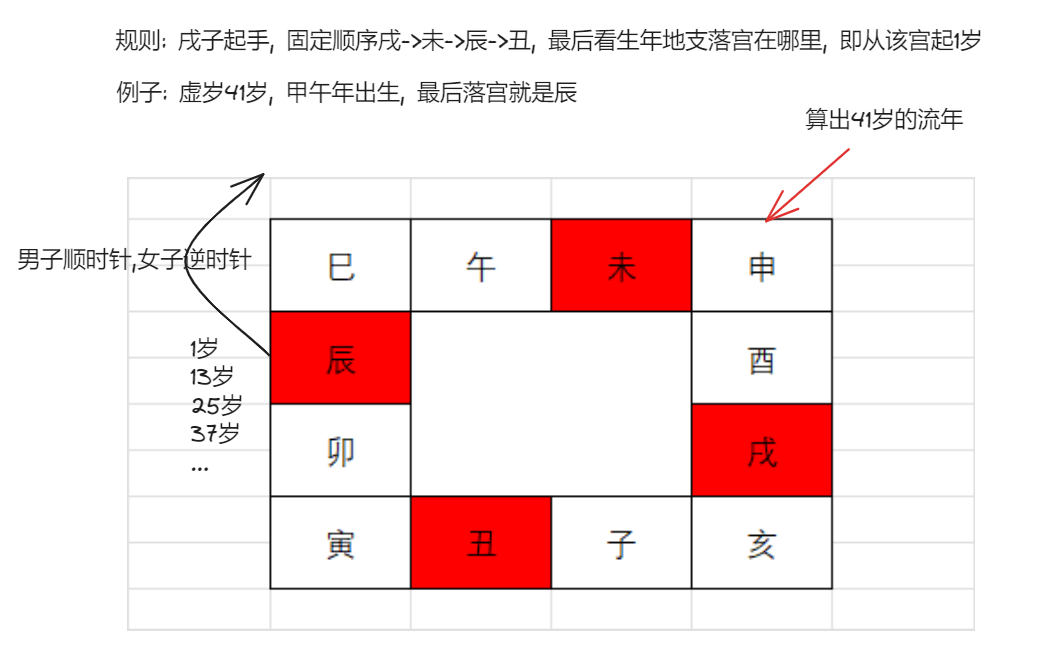 规则: 戌子起手, 固定顺序戌->未->辰->丑, 最后看生年地支落宫在哪里, 即从该宫起1岁
例子: 虚岁41岁, 甲午年出生, 最后落宫就是辰
算出41岁的流年
男子顺时针,女子逆时针
巳 午 未 申
辰 酉
卯 戌
寅 丑 子 亥
1岁
13岁
25岁
37岁
...